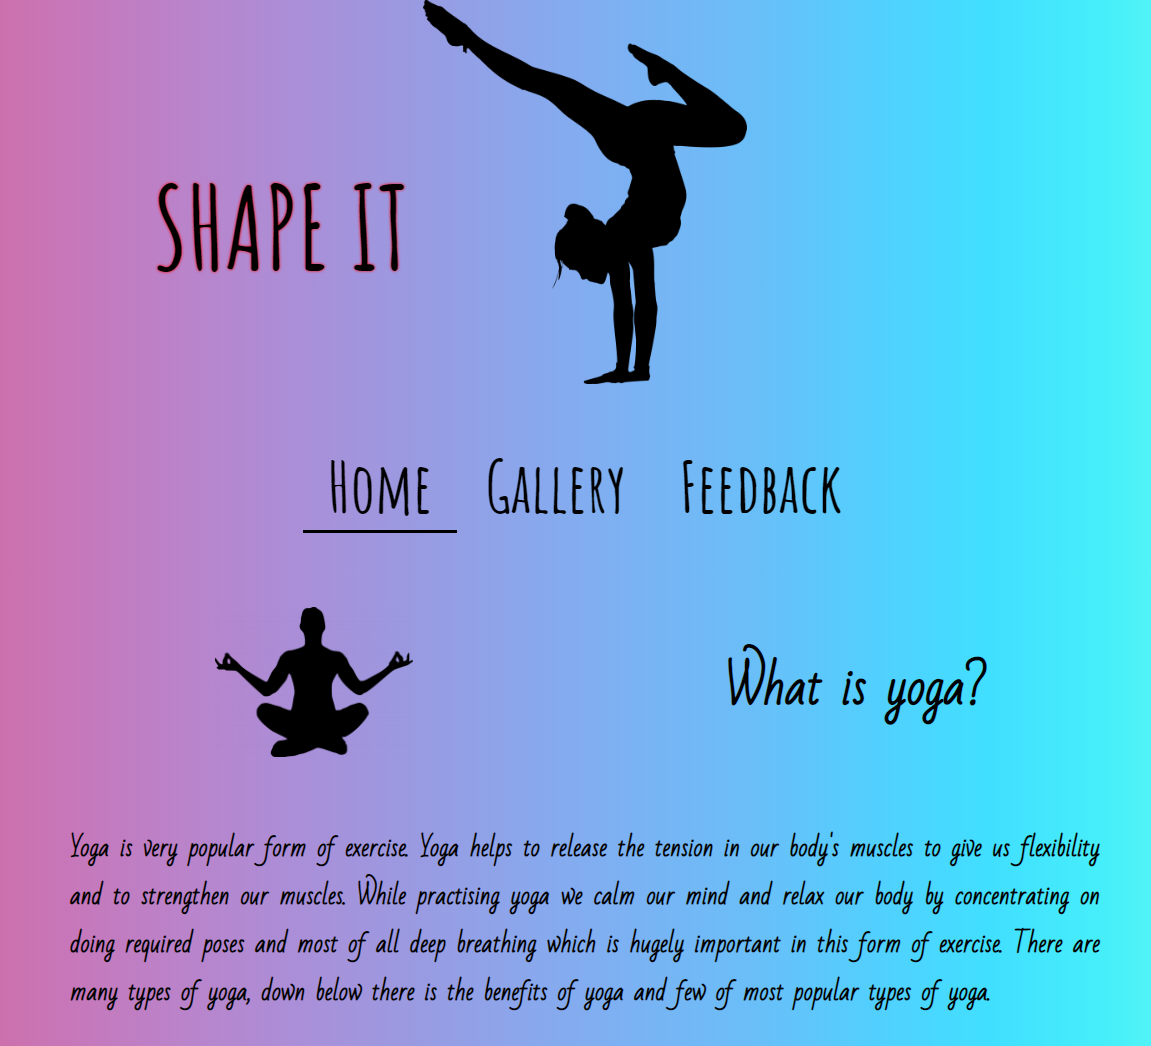 SHAPE IT
Home Gallery Feedback
What is yoga?
Yoga is very popular form of exercise. Yoga helps to release the tension in our body's muscles to give us flexibility
and to strengthen our muscles. While practising yoga we calm our mind and relax our body by concentrating on
doing required poses and most of all deep breathing which is hugely important in this form of exercise. There are
many types of yoga, down below there is the benefits of yoga and few of most popular types of yoga.